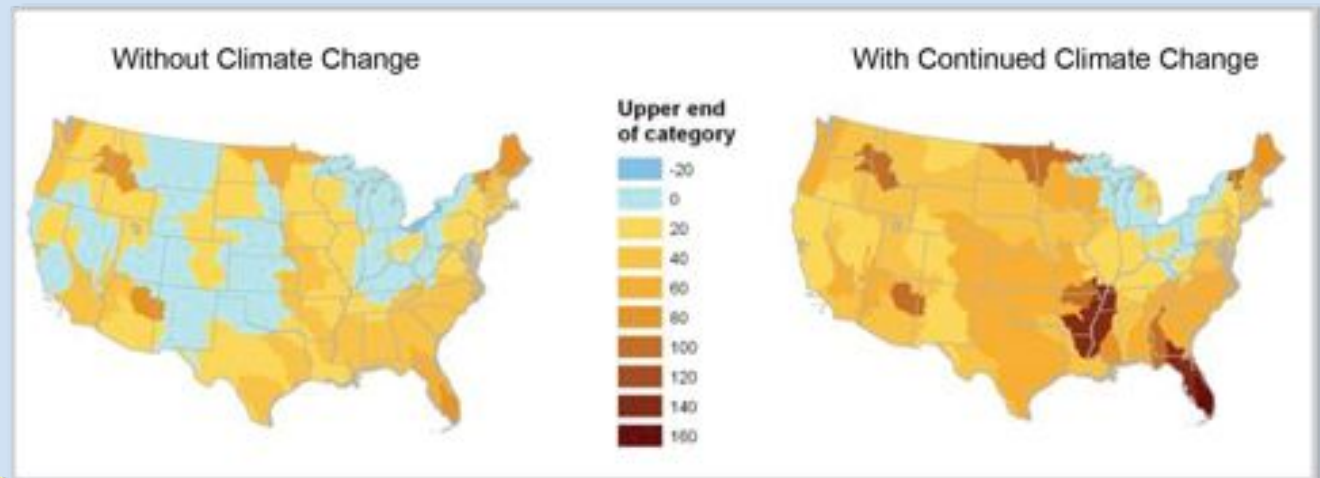 Without Climate Change
With Continued Climate Change
Upper end
of category
-20
0
20
40
60
80
100
120
140
160